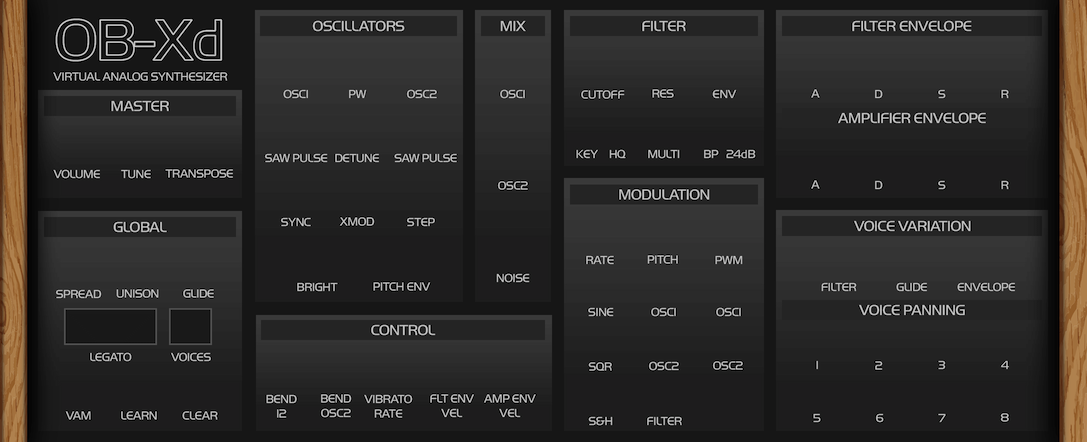 OB-Xd
VIRTUAL ANALOG SYNTHESIZER
MASTER
VOLUME TUNE TRANSPOSE
GLOBAL
SPREAD UNISON GLIDE
LEGATO VOICES
VAM LEARN CLEAR
OSCILLATORS
OSC1 PW OSC2
SAW PULSE DETUNE SAW PULSE
SYNC XMOD STEP
BRIGHT PITCH ENV
MIX
OSC1
OSC2
NOISE
CONTROL
BEND BEND VIBRATO FLT ENV AMP ENV
12 OSC2 RATE VEL VEL
FILTER
CUTOFF RES ENV
KEY HQ MULTI BP 24dB
MODULATION
RATE PITCH PWM
SINE OSC1 OSC1
SQR OSC2 OSC2
S&H FILTER
FILTER ENVELOPE
A D S R
AMPLIFIER ENVELOPE
A D S R
VOICE VARIATION
FILTER GLIDE ENVELOPE
VOICE PANNING
1 2 3 4
5 6 7 8